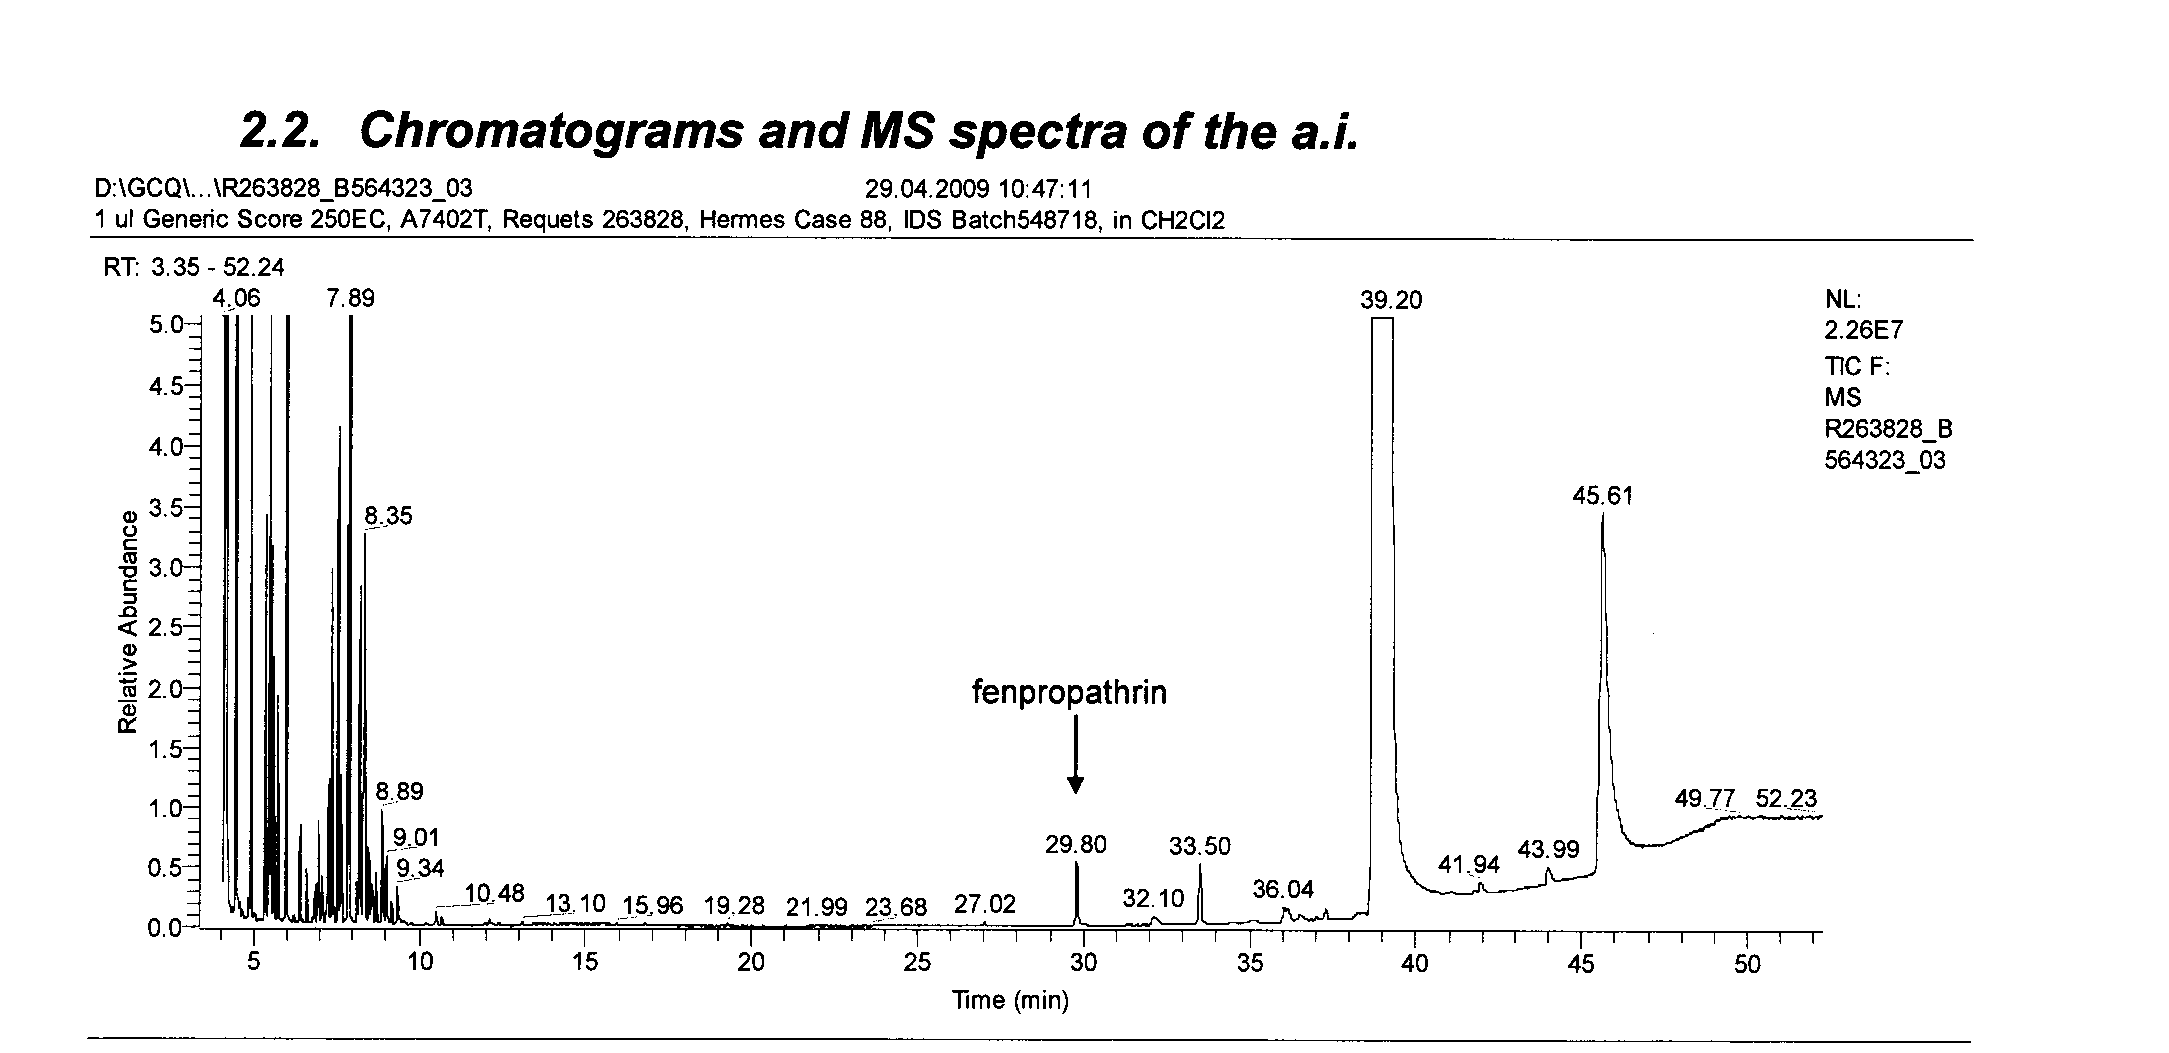 2.2. Chromatograms and MS spectra of the a.i.
D:\GCQ\...\R263828_B564323_03 29.04.2009 10:47:11
1 ul Generic Score 250EC, A7402T, Requets 263828, Hermes Case 88, IDS Batch548718, in CH2Cl2
RT: 3.35 - 52.24
4.06 7.89 39.20
NL:
2.26E7
TIC F:
MS
R263828_B
564323_03
5.0
4.5
4.0
3.5
3.0
2.5
2.0
1.5
1.0
0.5
0.0
Relative Abundance
45.61
8.35
fenpropathrin
8.89
49.77 52.23
9.01
29.80 33.50
43.99
9.34
41.94
10.48
36.04
32.10
13.10 15.96 19.28 21.99 23.68 27.02
5 10 15 20 25 30 35 40 45 50
Time (min)